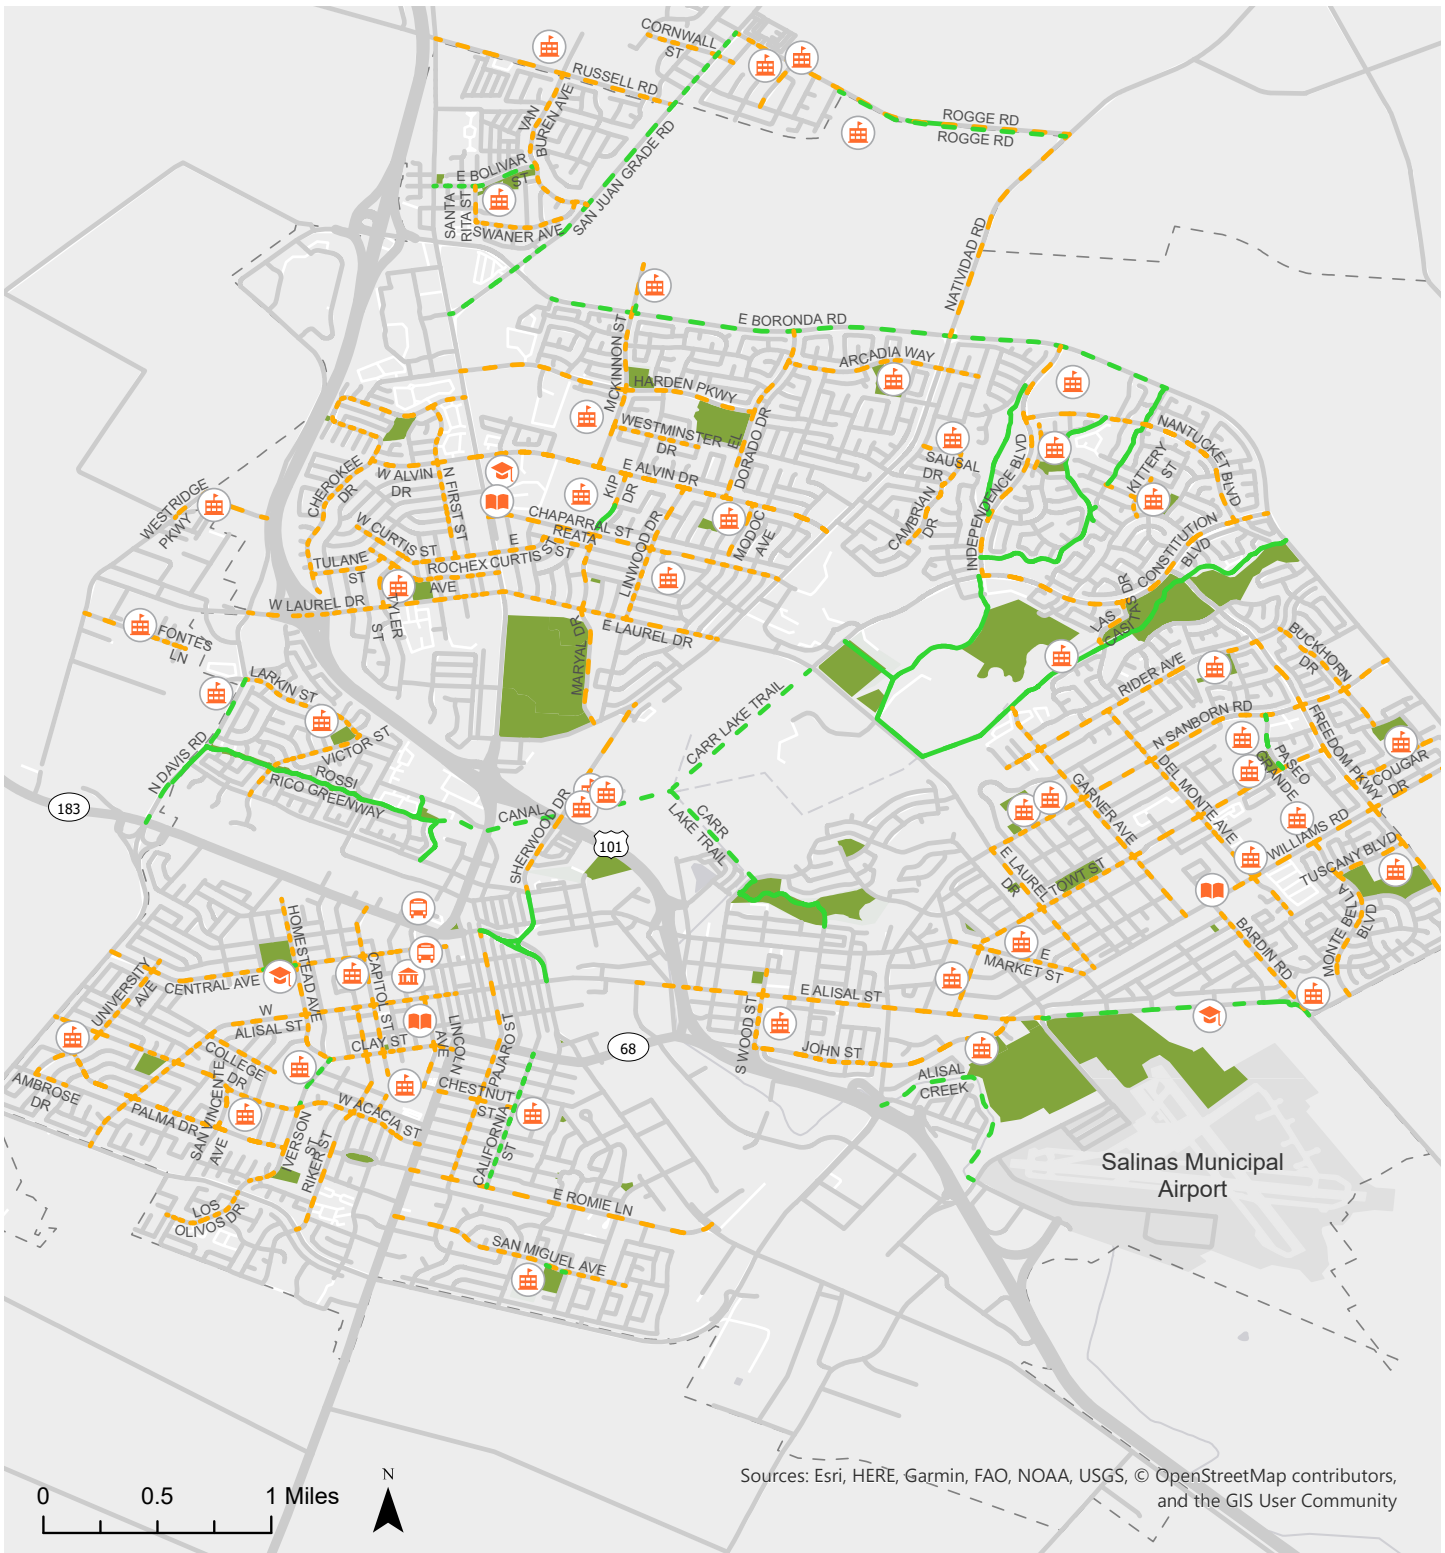 CORNWALL
ST
RUSSELL RD
VAN
BUREN AVE
ROGGE RD
ROGGE RD
E BOLIVAR
ST
SAN JUAN GRADE RD
SANTA
RITA ST
SWANER AVE
NATIVIDAD RD
E BORONDA RD
MCKINNON ST
ARCADIA WAY
HARDEN PKWY
WESTMINSTER
DR
EL
DORADO DR
NANTUCKET BLVD
SAUSAL
DR
KITTERY
ST
INDEPENDENCE BLVD
CHEROKEE
DR
W ALVIN
DR
N FIRST ST
E ALVIN DR
KIP
DR
WESTRIDGE
PKWY
CAMBRIAN
DR
W CURTIS ST
CHAPARRAL ST
REATA
ST
LINWOOD DR
MODOC
AVE
CONSTITUTION
BLVD
TULANE
ST
ROCHEX
AVE
E
CURTIS ST
W LAUREL DR
TYLER
ST
LAS
CASITAS DR
FONTES
LN
E LAUREL DR
MARYAL DR
BUCKHORN
DR
LARKIN ST
RIDER AVE
CARR LAKE TRAIL
N SANBORN RD
FREEDOM PKWY
VICTOR ST
N DAVIS RD
ROSSI
RICO GREENWAY
PASEO
GRANDE
COUGAR
DR
GARNER AVE
DEL MONTE AVE
183
CANAL
SHERWOOD DR
CARR
LAKE TRAIL
101
WILLIAMS RD
TUSCANY BLVD
E LAUREL
DR
TOWT ST
MONTE BELLA
BLVD
HOMESTEAD AVE
BARDIN RD
E
MARKET ST
UNIVERSITY
AVE
CENTRAL AVE
CAPITOL ST
W
ALISAL ST
E ALISAL ST
S WOOD ST
LINCOLN
AVE
PAJARO ST
CLAY ST
68
JOHN ST
COLLEGE
DR
ALISAL
CREEK
AMBROSE
DR
SAN VINCENTE
AVE
CHESTNUT
ST
PALMA DR
W ACACIA ST
IVERSON
ST
RIKER ST
CALIFORNIA
ST
Salinas Municipal
Airport
LOS
OLIVOS DR
E ROMIE LN
SAN MIGUEL AVE
Sources: Esri, HERE, Garmin, FAO, NOAA, USGS, © OpenStreetMap contributors,
and the GIS User Community
N
0 0.5 1 Miles